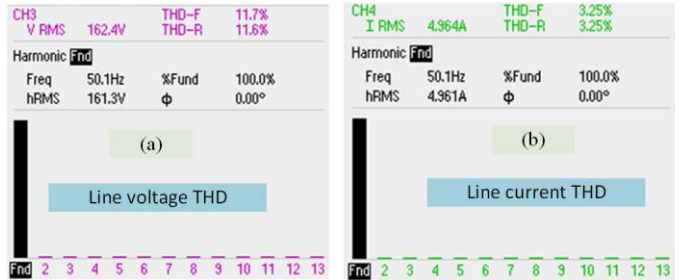 CH3 THD-F 11.7%
V RMS 162.4V THD-R 11.6%
Harmonic Fnd
Freq 50.1Hz %Fund 100.0%
hRMS 161.3V Φ 0.00°
(a)
Line voltage THD
Fnd 2 3 4 5 6 7 8 9 10 11 12 13
CH4 THD-F 3.25%
I RMS 4.964A THD-R 3.25%
Harmonic Fnd
Freq 50.1Hz %Fund 100.0%
hRMS 4.961A Φ 0.00°
(b)
Line current THD
Fnd 2 3 4 5 6 7 8 9 10 11 12 13